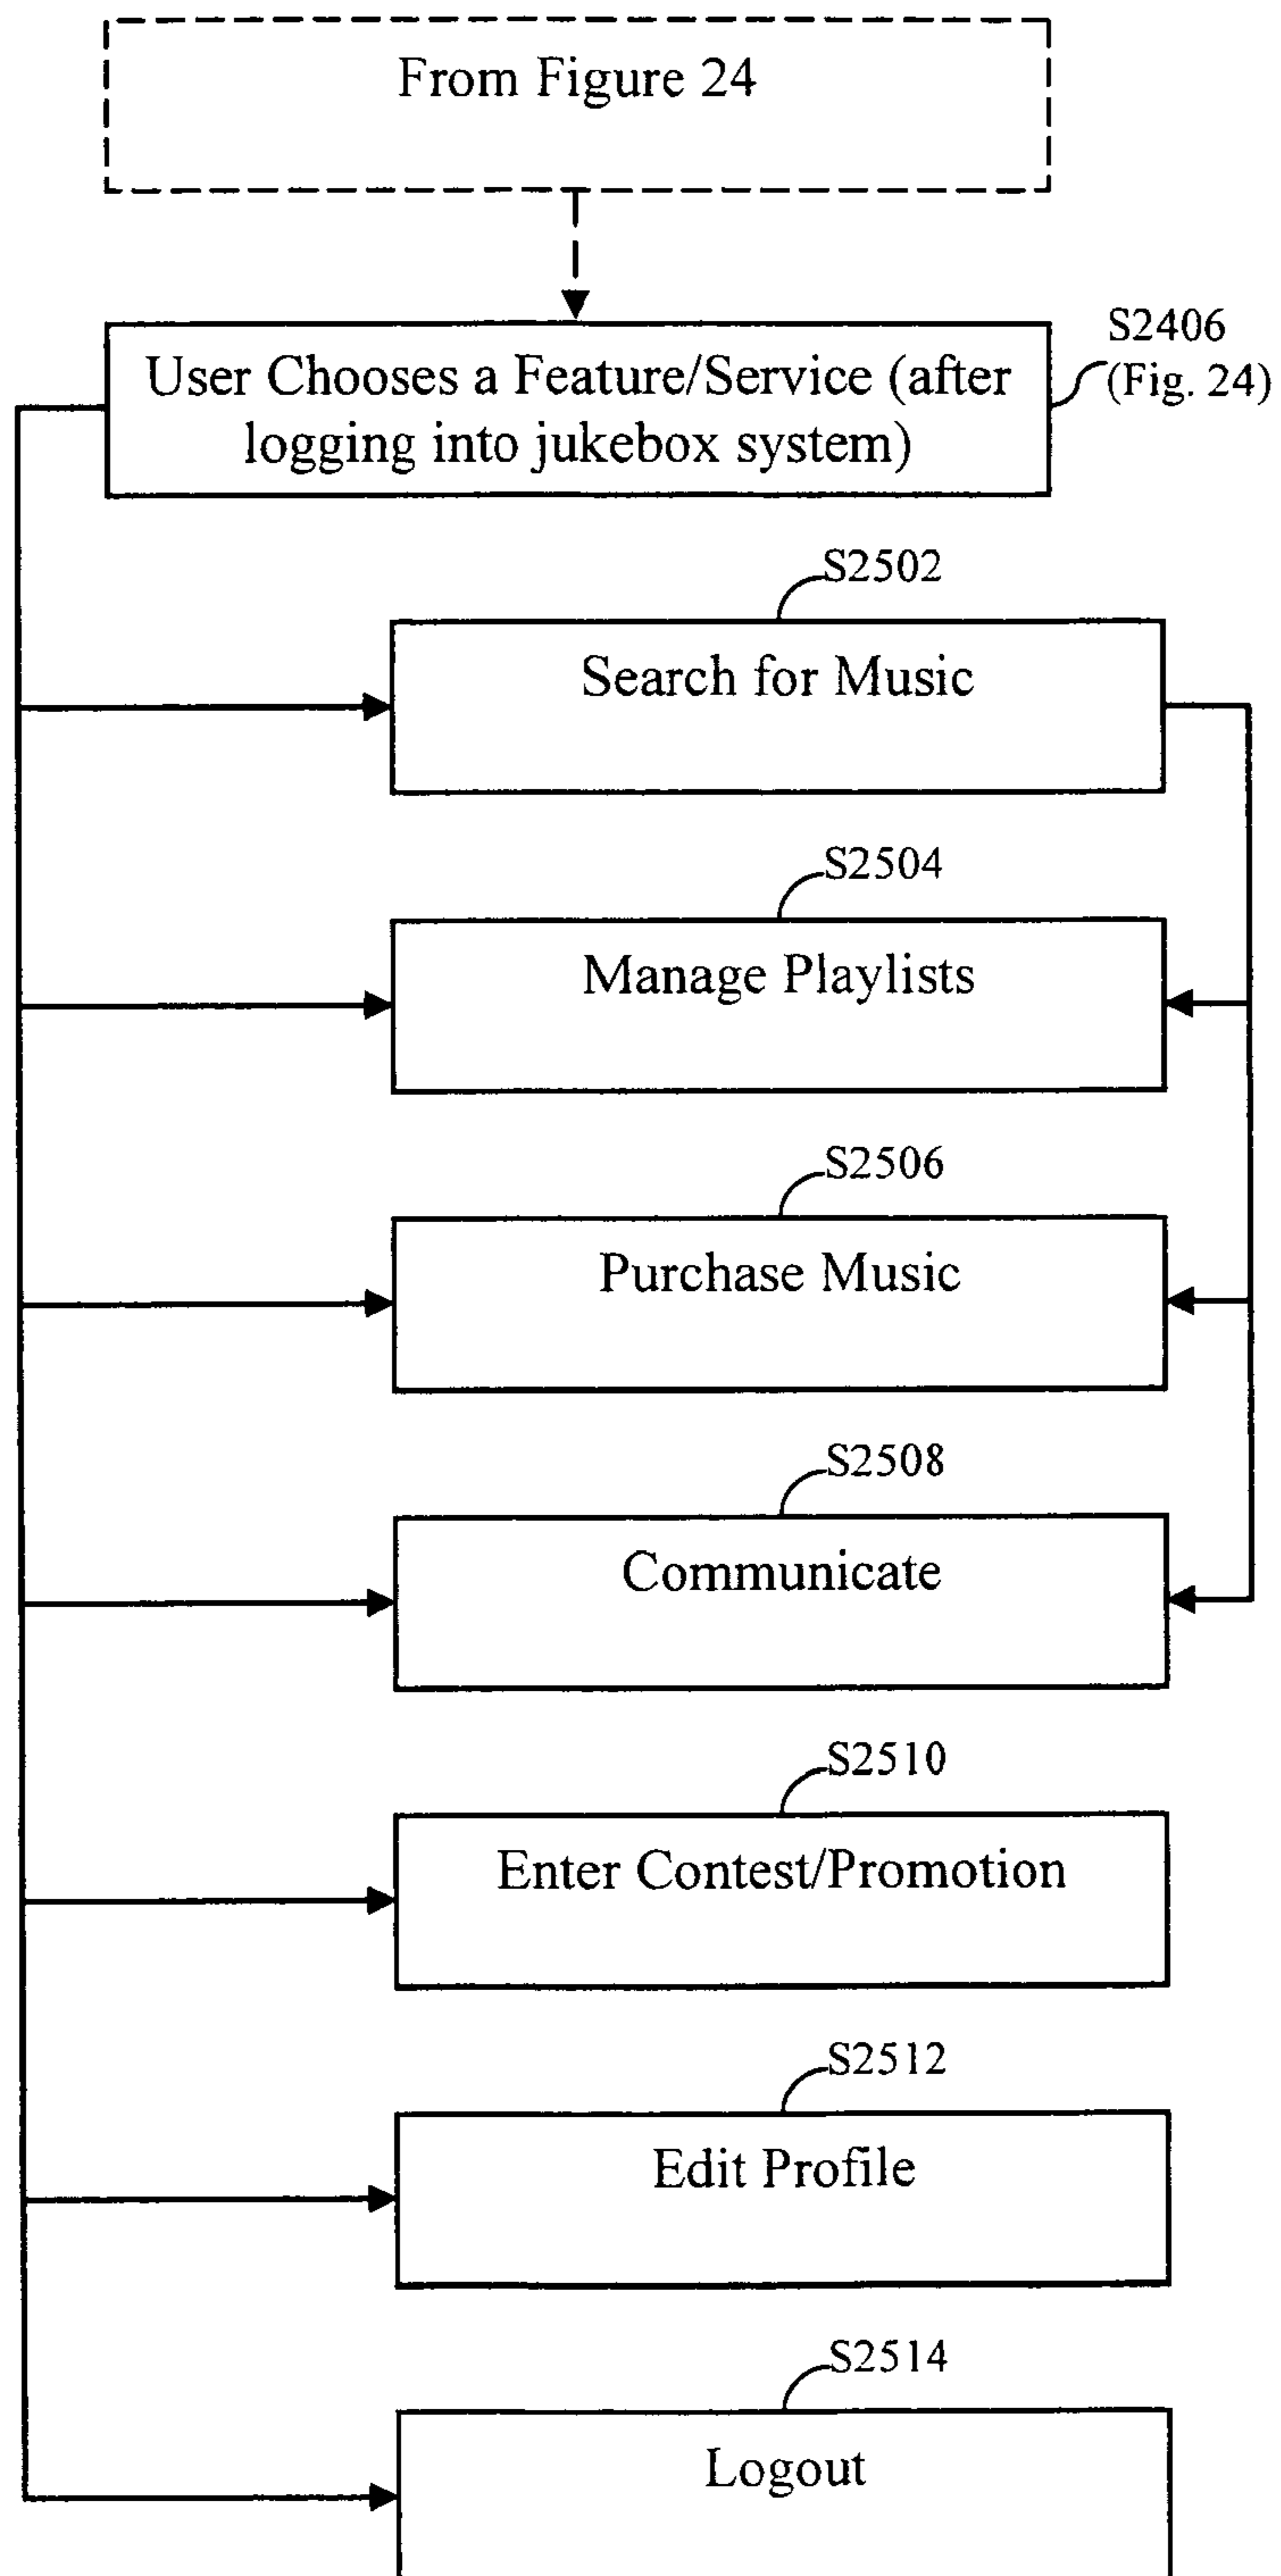 From Figure 24
S2406
(Fig. 24)
User Chooses a Feature/Service (after
logging into jukebox system)
S2502
Search for Music
S2504
Manage Playlists
S2506
Purchase Music
S2508
Communicate
S2510
Enter Contest/Promotion
S2512
Edit Profile
S2514
Logout